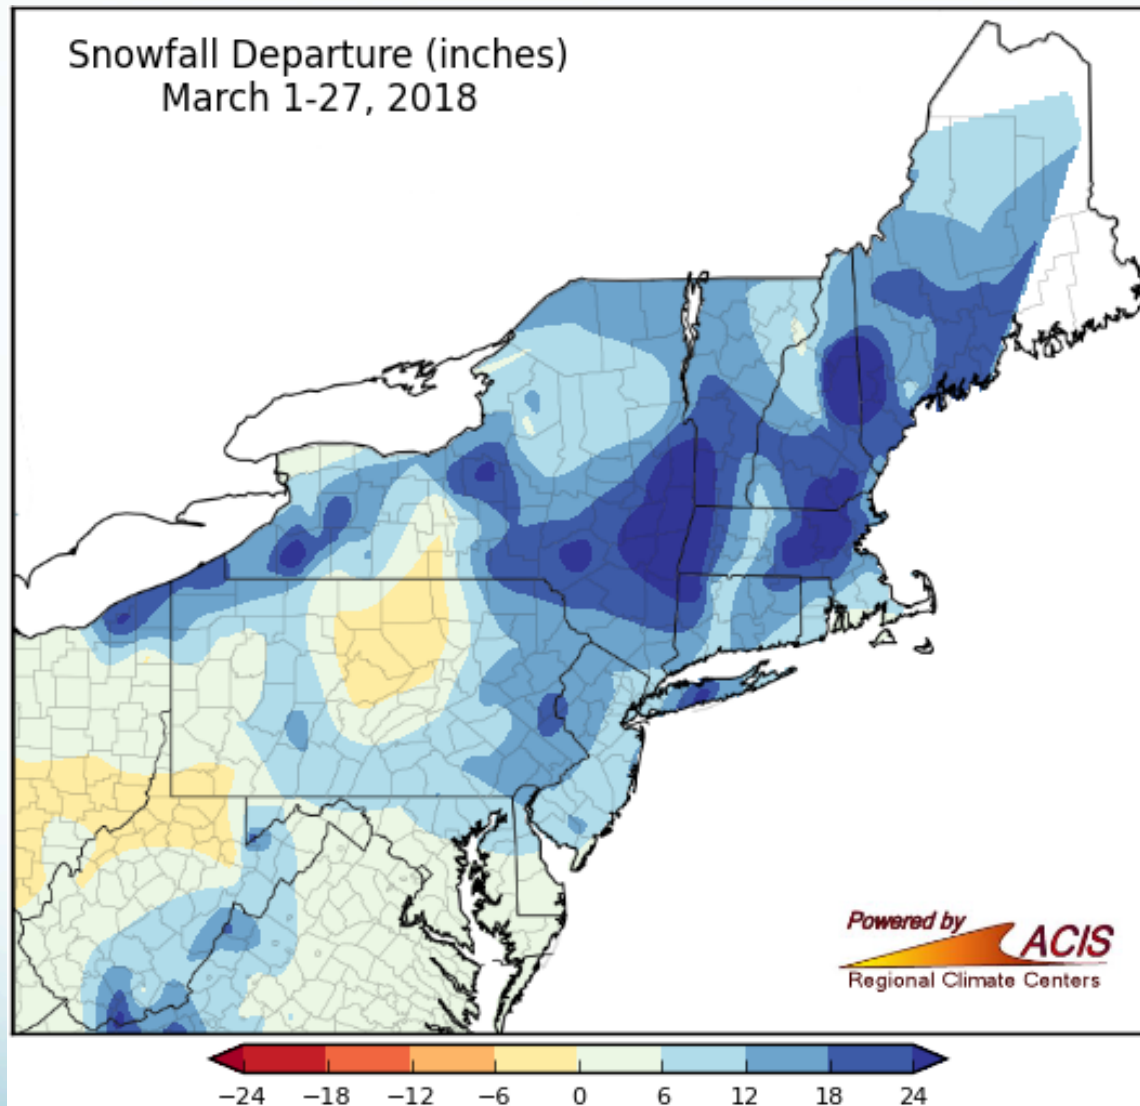 Snowfall Departure (inches)
March 1-27, 2018
Powered by
ACIS
Regional Climate Centers
−24 −18 −12 −6 0 6 12 18 24